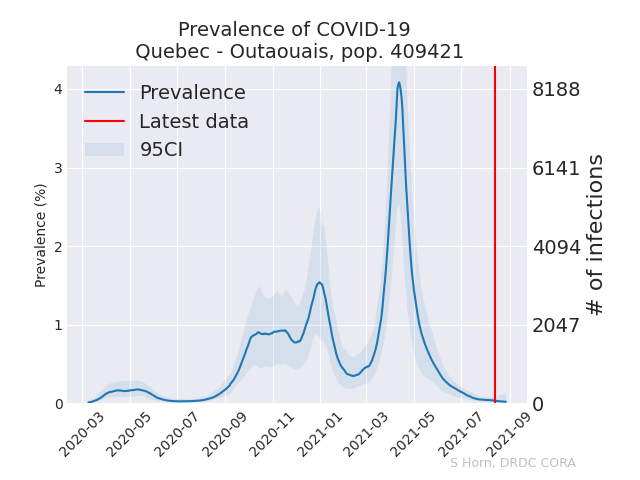 Prevalence of COVID-19
Quebec - Outaouais, pop. 409421
Prevalence
Latest data
95CI
Prevalence (%)
4
3
2
1
0
8188
6141
4094
2047
0
# of infections
2020-03
2020-05
2020-07
2020-09
2020-11
2021-01
2021-03
2021-05
2021-07
2021-09
S Horn, DRDC CORA